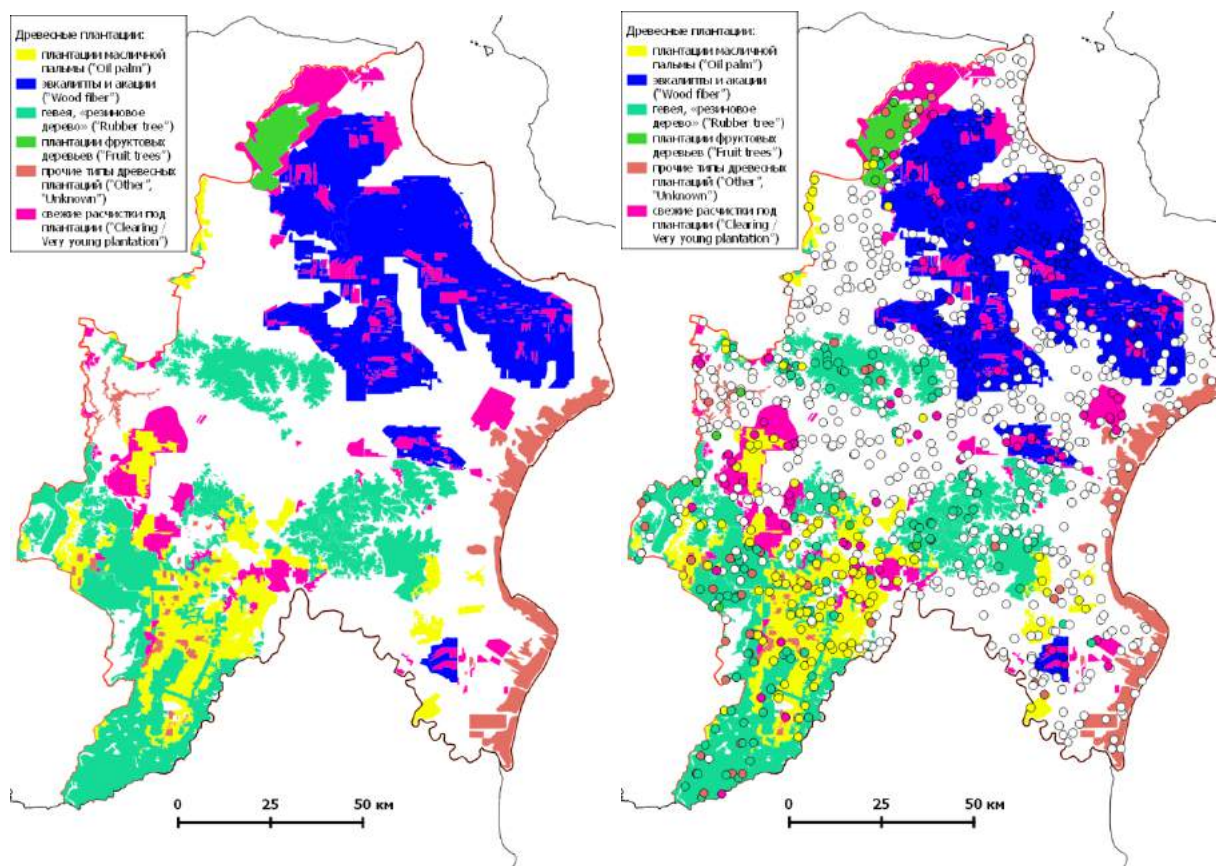 Древесные плантации:
плантации масличной
пальмы ("Oil palm")
эвкалипты и акации
("Wood fiber")
гевея, «резиновое
дерево» ("Rubber tree")
плантации фруктовых
деревьев ("Fruit trees")
прочие типы древесных
плантаций ("Other",
"Unknown")
свежие расчистки под
плантации ("Clearing /
Very young plantation")
0 25 50 км
Древесные плантации:
плантации масличной
пальмы ("Oil palm")
эвкалипты и акации
("Wood fiber")
гевея, «резиновое
дерево» ("Rubber tree")
плантации фруктовых
деревьев ("Fruit trees")
прочие типы древесных
плантаций ("Other",
"Unknown")
свежие расчистки под
плантации ("Clearing /
Very young plantation")
0 25 50 км